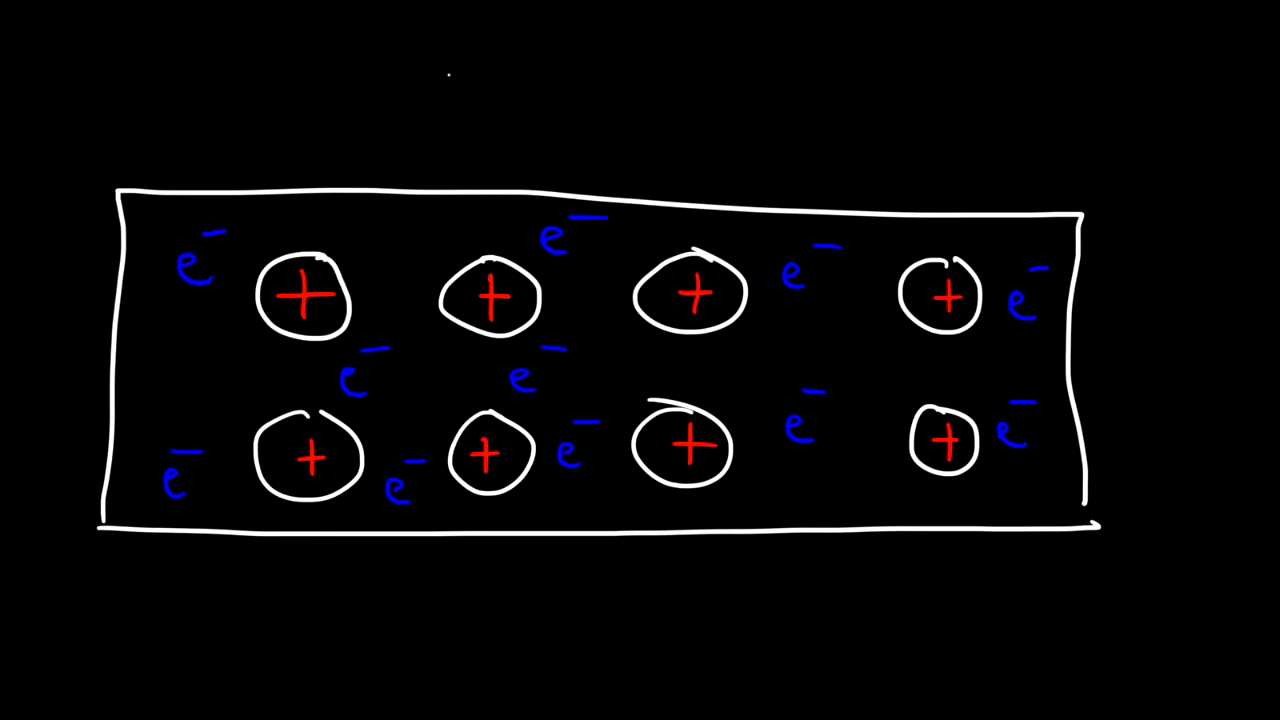 e⁻ + + e⁻ + e⁻ + e⁻
e⁻ e⁻
e⁻ + e⁻ + e⁻ + e⁻ + e⁻